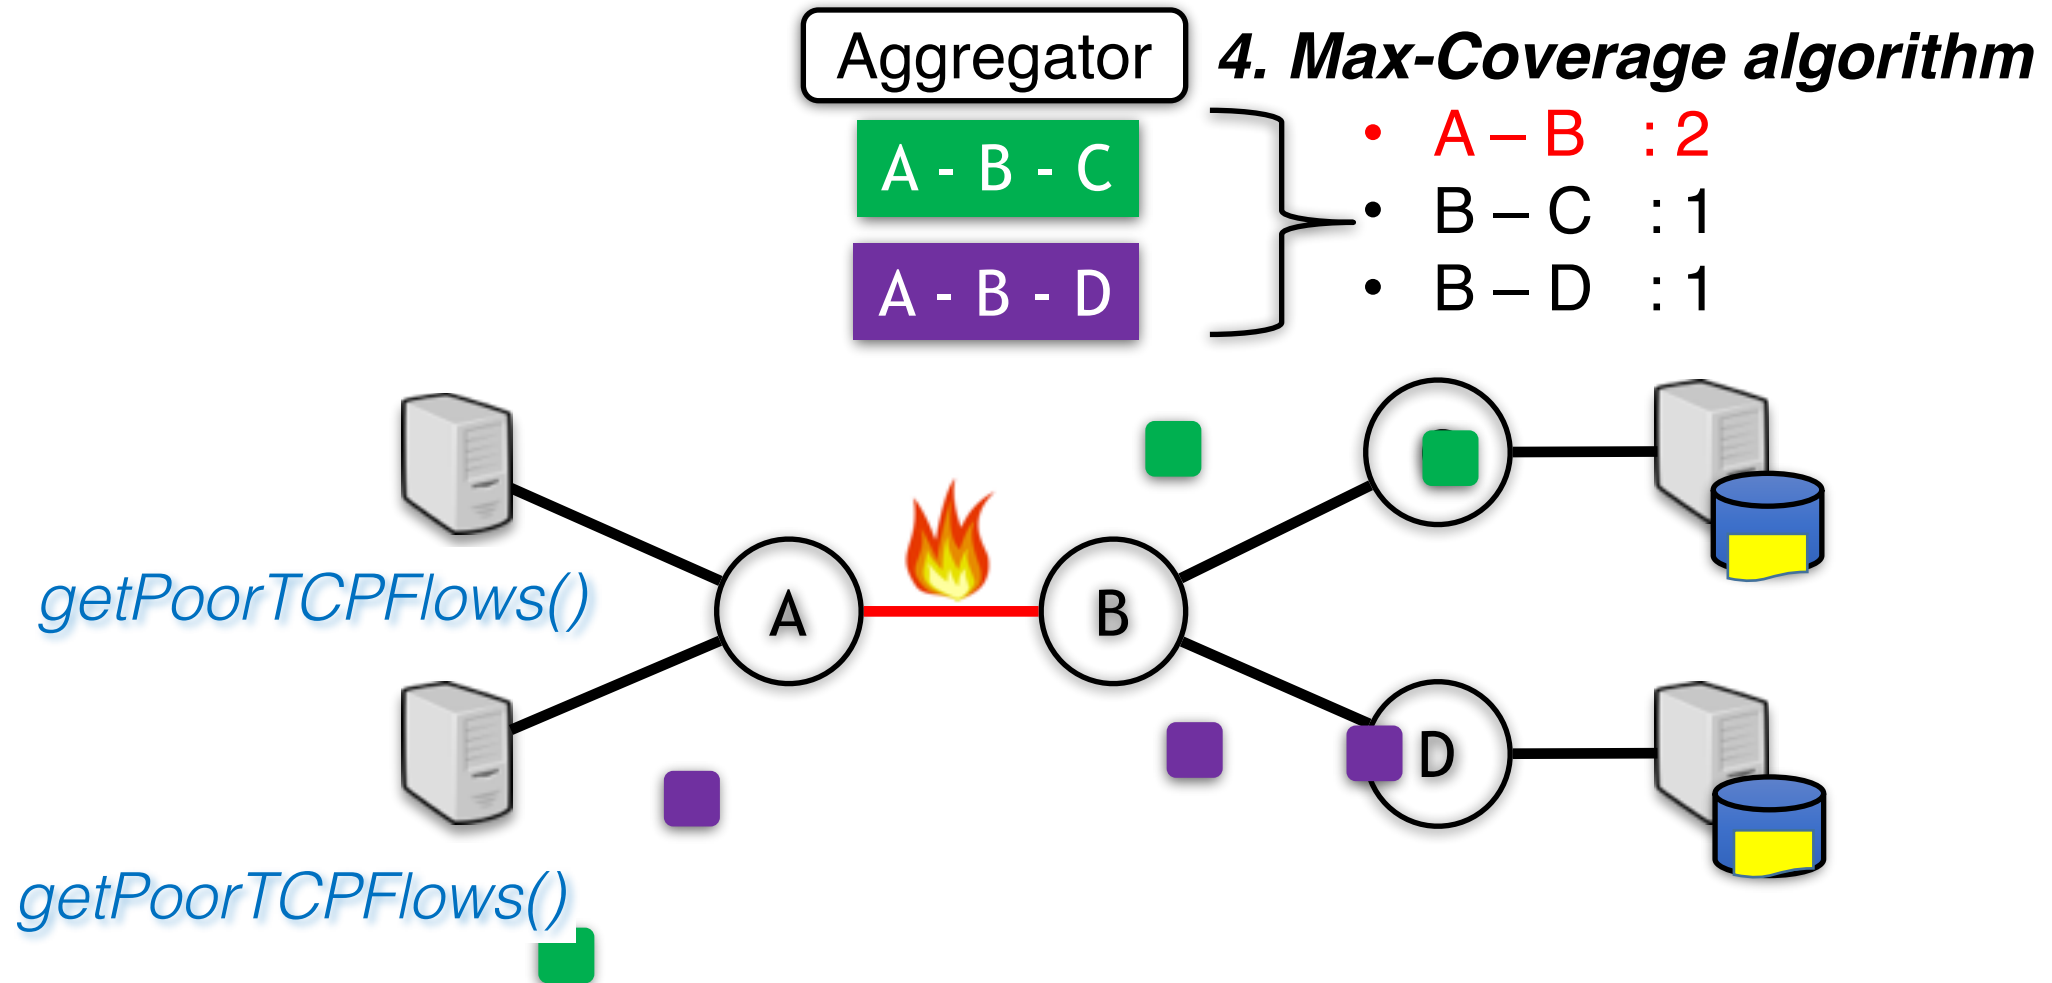 Aggregator
4. Max-Coverage algorithm
A - B - C
A - B - D
• A – B : 2
• B – C : 1
• B – D : 1
getPoorTCPFlows()
A
B
D
getPoorTCPFlows()